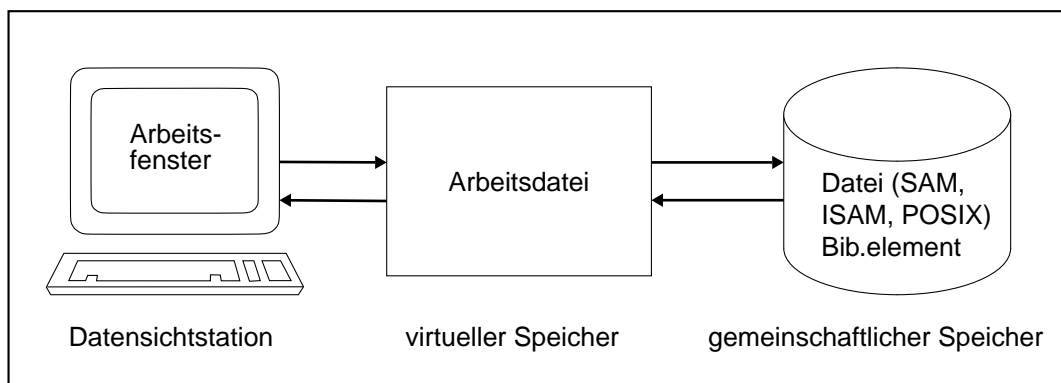 Arbeits-
fenster
Arbeitsdatei
Datei (SAM,
ISAM, POSIX)
Bib.element
Datensichtstation
virtueller Speicher
gemeinschaftlicher Speicher